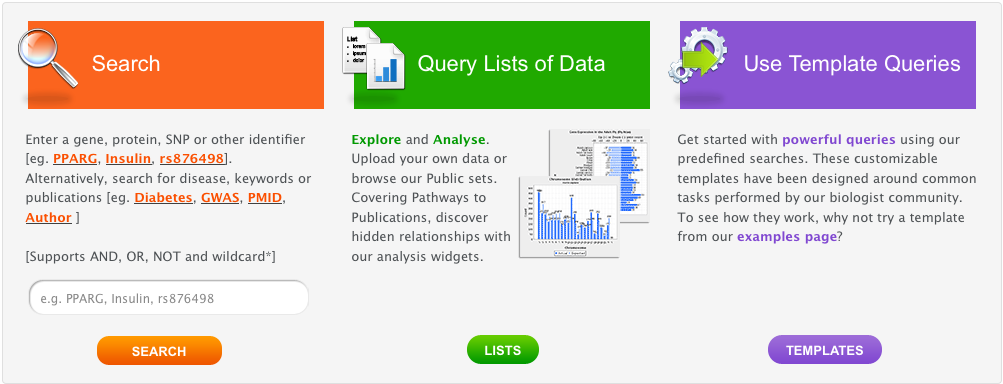 Search
Enter a gene, protein, SNP or other identifier
[eg. PPARG, Insulin, rs876498].
Alternatively, search for disease, keywords or
publications [eg. Diabetes, GWAS, PMID,
Author ]
[Supports AND, OR, NOT and wildcard*]
e.g. PPARG, Insulin, rs876498
SEARCH
List
lorem
ipsum
dolor
Query Lists of Data
Explore and Analyse.
Upload your own data or
browse our Public sets.
Covering Pathways to
Publications, discover
hidden relationships with
our analysis widgets.
LISTS
Use Template Queries
Get started with powerful queries using our
predefined searches. These customizable
templates have been designed around common
tasks performed by our biologist community.
To see how they work, why not try a template
from our examples page?
TEMPLATES